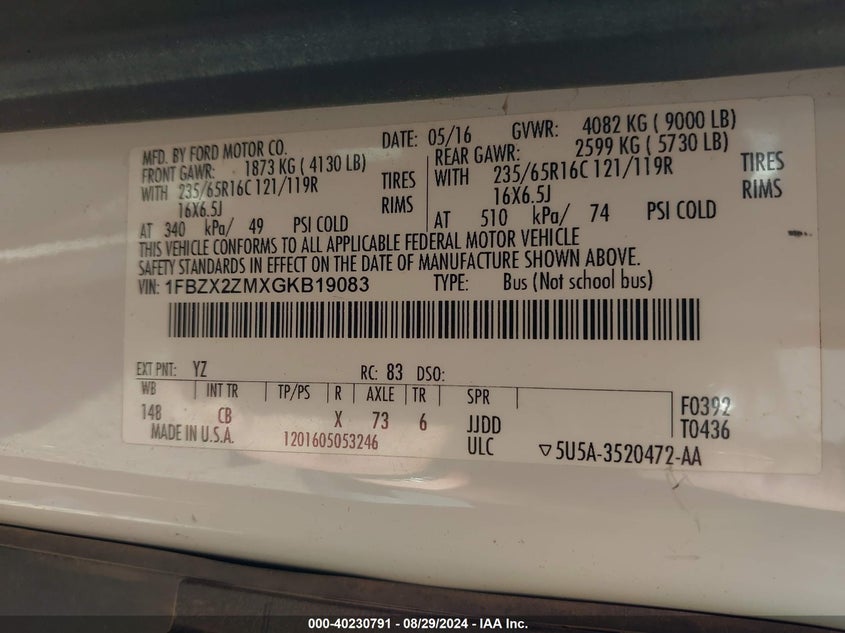 MFD. BY FORD MOTOR CO. DATE: 05/16 GVWR: 4082 KG ( 9000 LB)
FRONT GAWR: 1873 KG ( 4130 LB) REAR GAWR: 2599 KG ( 5730 LB)
WITH 235/65R16C 121/119R TIRES WITH 235/65R16C 121/119R TIRES
16X6.5J RIMS 16X6.5J RIMS
AT 340 kPa/ 49 PSI COLD AT 510 kPa/ 74 PSI COLD
THIS VEHICLE CONFORMS TO ALL APPLICABLE FEDERAL MOTOR VEHICLE
SAFETY STANDARDS IN EFFECT ON THE DATE OF MANUFACTURE SHOWN ABOVE.
VIN: 1FBZX2ZMXGKB19083 TYPE: Bus (Not school bus)
EXT PNT: YZ RC: 83 DSO:
WB INT TR TP/PS R AXLE TR SPR
148 CB X 73 6 JJDD F0392
MADE IN U.S.A. 1201605053246 ULC T0436
▽5U5A-3520472-AA
000-40230791 - 08/29/2024 - IAA Inc.